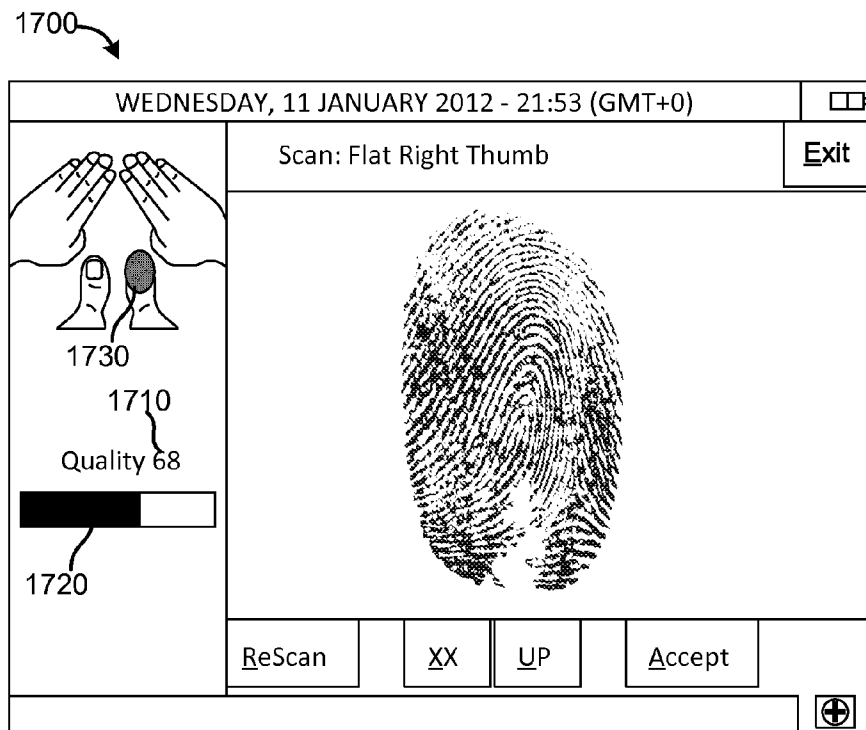 1700
WEDNESDAY, 11 JANUARY 2012 - 21:53 (GMT+0)
Scan: Flat Right Thumb
Exit
1730
1710
Quality 68
1720
ReScan
XX
UP
Accept